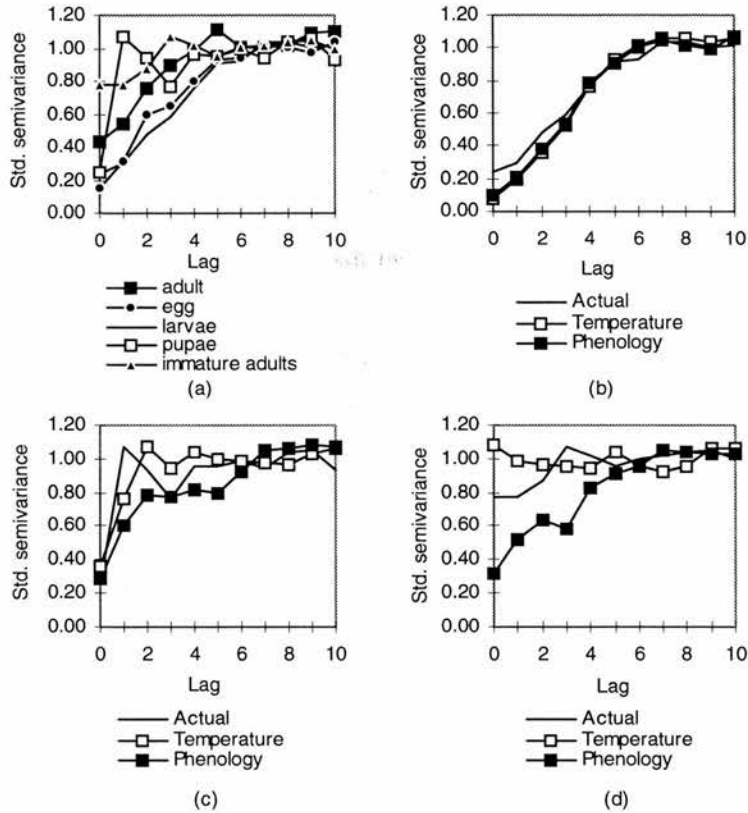 1.20
1.00
0.80
0.60
0.40
0.20
0.00
Std. semivariance
0 2 4 6 8 10
Lag
adult
egg
larvae
pupae
immature adults
(a)
1.20
1.00
0.80
0.60
0.40
0.20
0.00
Std. semivariance
0 2 4 6 8 10
Lag
Actual
Temperature
Phenology
(b)
1.20
1.00
0.80
0.60
0.40
0.20
0.00
Std. semivariance
0 2 4 6 8 10
Lag
Actual
Temperature
Phenology
(c)
1.20
1.00
0.80
0.60
0.40
0.20
0.00
Std. semivariance
0 2 4 6 8 10
Lag
Actual
Temperature
Phenology
(d)